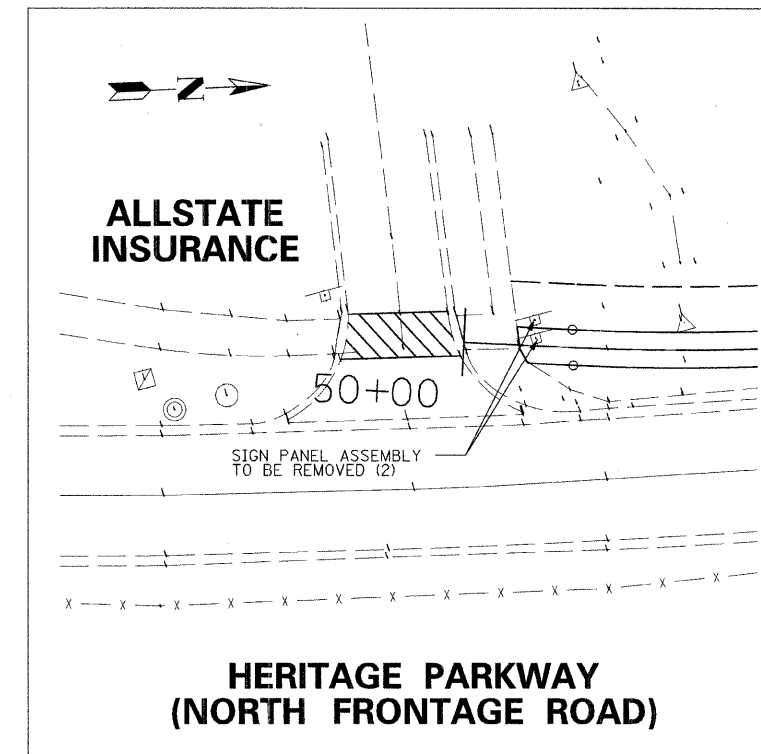 N
ALLSTATE
INSURANCE
50+00
SIGN PANEL ASSEMBLY
TO BE REMOVED (2)
HERITAGE PARKWAY
(NORTH FRONTAGE ROAD)